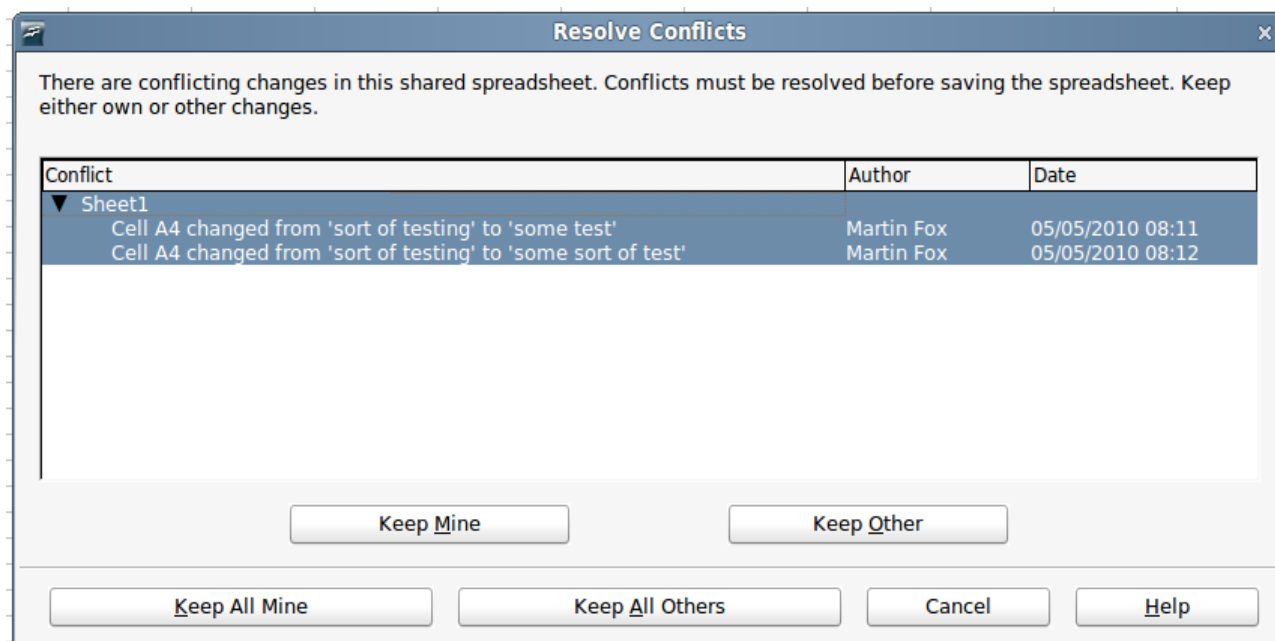 Resolve Conflicts
There are conflicting changes in this shared spreadsheet. Conflicts must be resolved before saving the spreadsheet. Keep
either own or other changes.
Conflict Author Date
Sheet1
Cell A4 changed from 'sort of testing' to 'some test' Martin Fox 05/05/2010 08:11
Cell A4 changed from 'sort of testing' to 'some sort of test' Martin Fox 05/05/2010 08:12
Keep Mine Keep Other
Keep All Mine Keep All Others Cancel Help